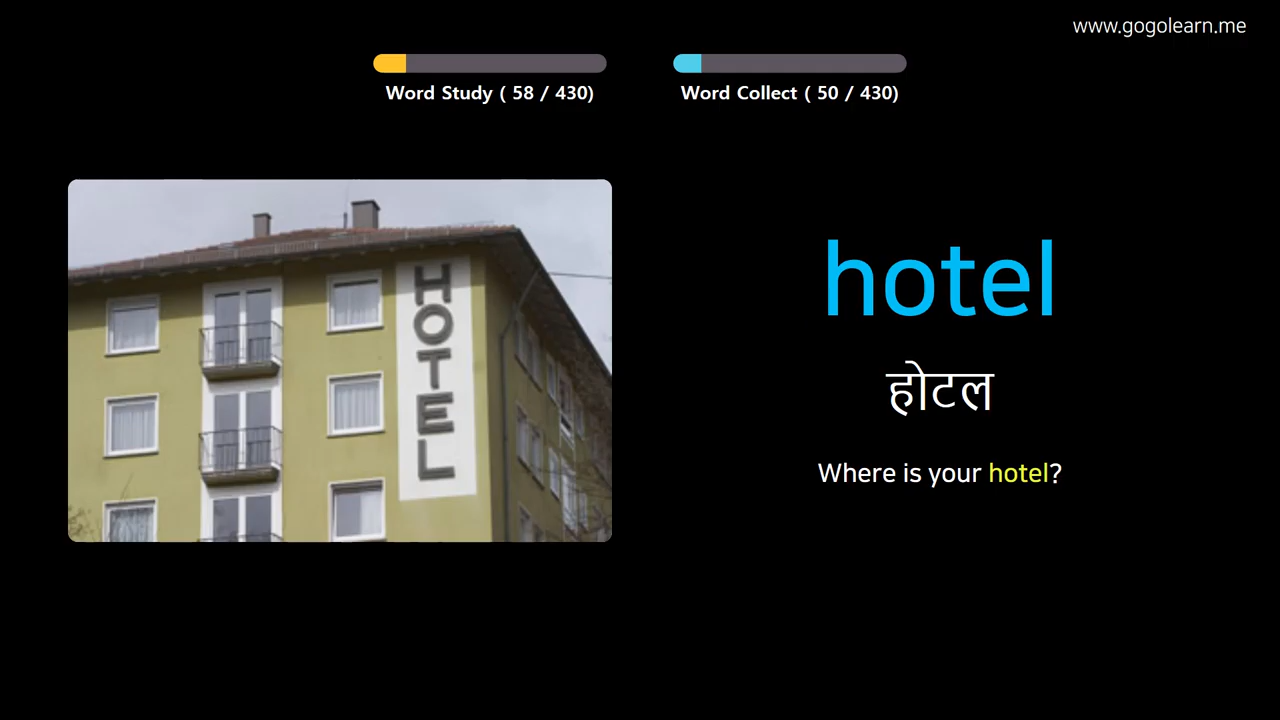 www.gogolearn.me
Word Study ( 58 / 430)
Word Collect ( 50 / 430)
HOTEL
hotel
होटल
Where is your hotel?